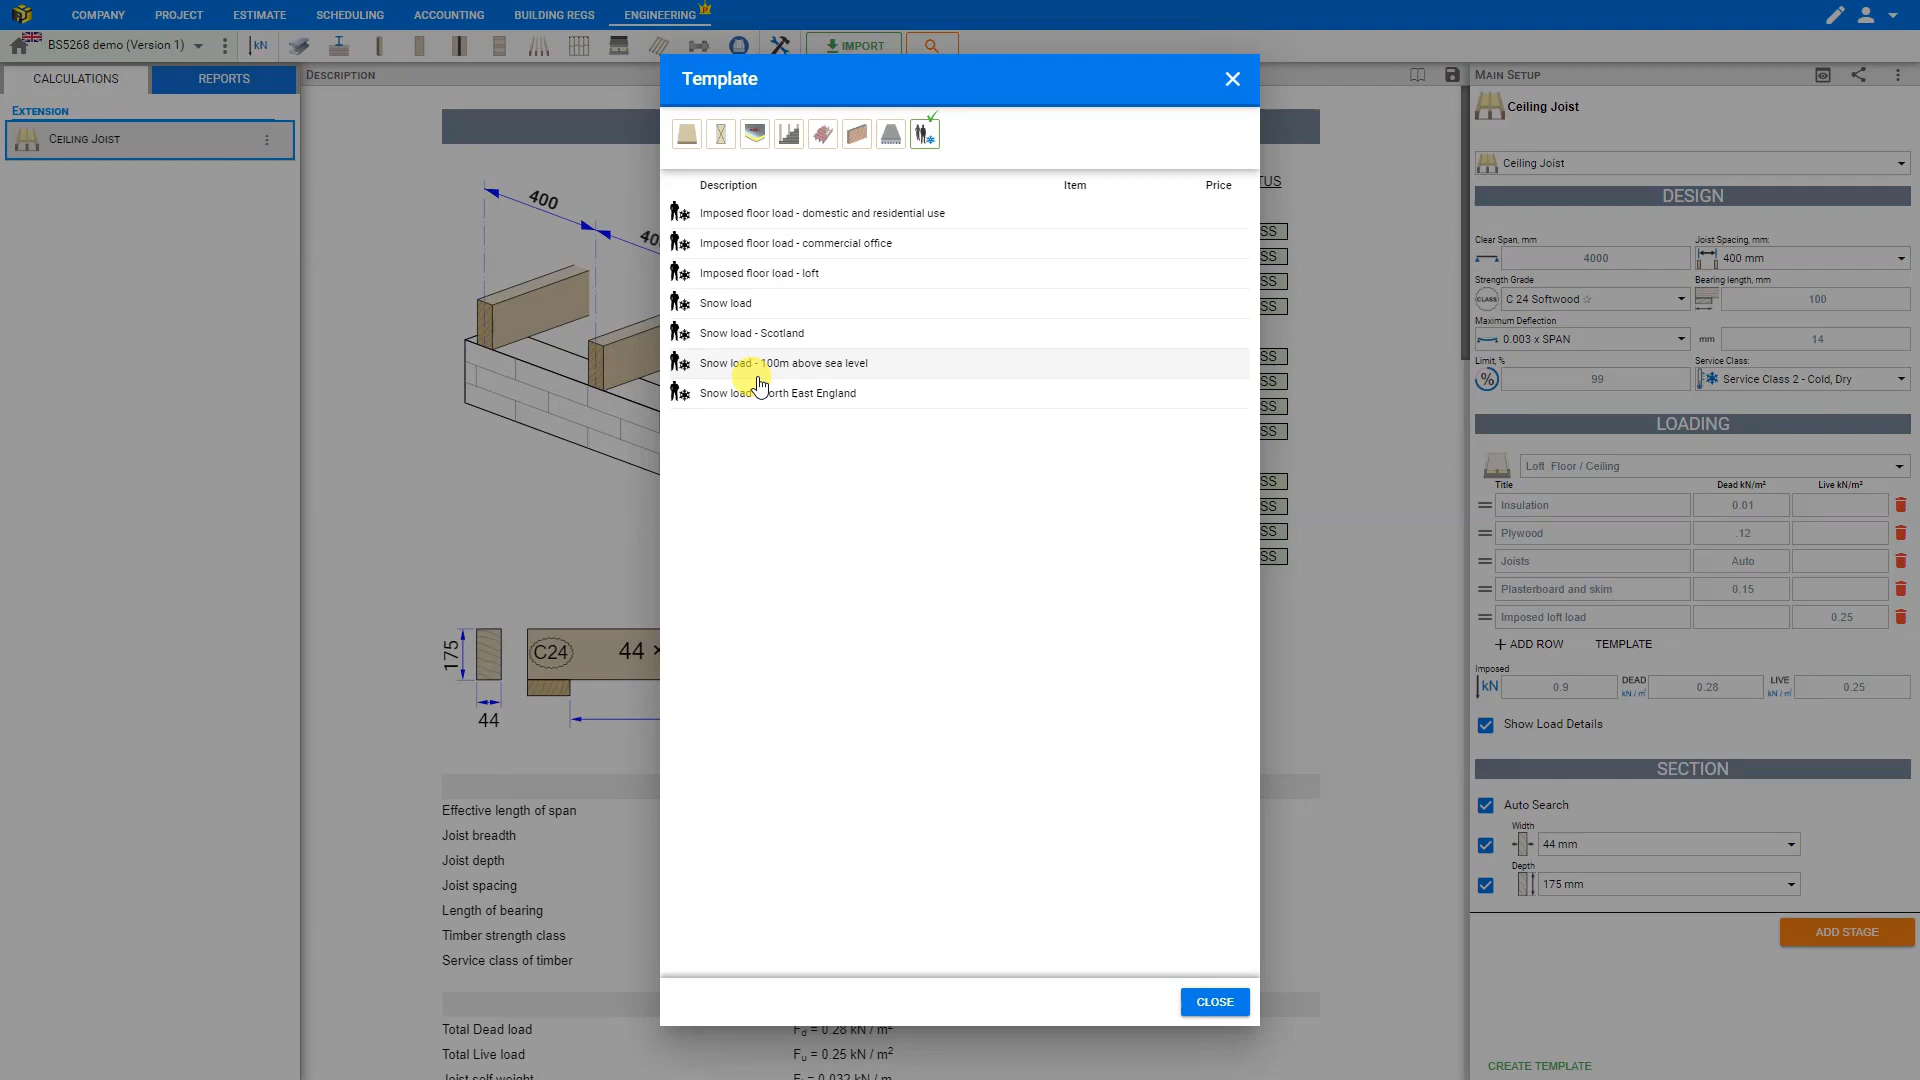 COMPANY PROJECT ESTIMATE SCHEDULING ACCOUNTING BUILDING REGS ENGINEERING
BS5268 demo (Version 1) kN IMPORT
CALCULATIONS REPORTS
EXTENSION
CEILING JOIST
DESCRIPTION
400
175
44
C24 44
Effective length of span
Joist breadth
Joist depth
Joist spacing
Length of bearing
Timber strength class
Service class of timber
Total Dead load Fd = 0.28 kN / m²
Total Live load Fu = 0.25 kN / m²
Joist self weight
Template
Description Item Price
Imposed floor load - domestic and residential use
Imposed floor load - commercial office
Imposed floor load - loft
Snow load
Snow load - Scotland
Snow load - 100m above sea level
Snow load North East England
CLOSE
MAIN SETUP
Ceiling Joist
Ceiling Joist
DESIGN
Clear Span, mm Joist Spacing, mm:
4000 400 mm
Strength Grade Bearing length, mm
CLASS C 24 Softwood ☆ 100
Maximum Deflection
0.003 x SPAN mm 14
Limit, % Service Class:
% 99 Service Class 2 - Cold, Dry
LOADING
Loft Floor / Ceiling
Title Dead kN/m² Live kN/m²
Insulation 0.01
Plywood .12
Joists Auto
Plasterboard and skim 0.15
Imposed loft load 0.25
+ ADD ROW TEMPLATE
Imposed
kN 0.9 DEAD kN / m² 0.28 LIVE kN / m² 0.25
Show Load Details
SECTION
Auto Search
Width
44 mm
Depth
175 mm
ADD STAGE
CREATE TEMPLATE